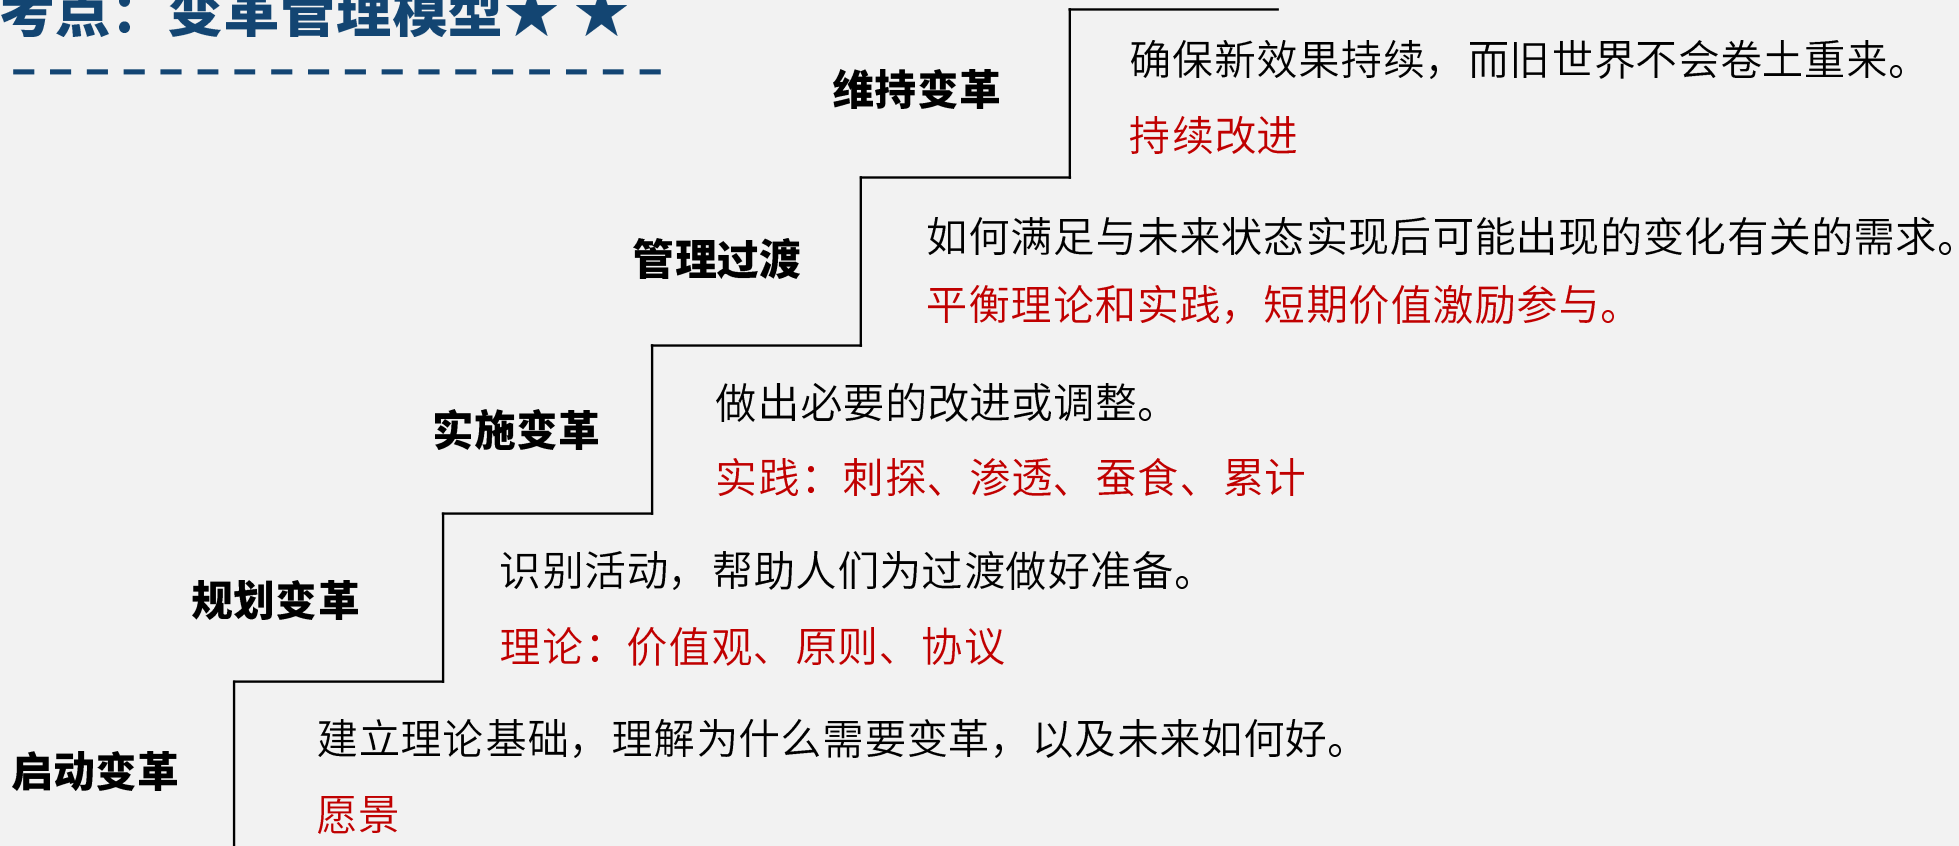 考点：变革管理模型★ ★
维持变革
确保新效果持续，而旧世界不会卷土重来。
持续改进
管理过渡
如何满足与未来状态实现后可能出现的变化有关的需求。
平衡理论和实践，短期价值激励参与。
实施变革
做出必要的改进或调整。
实践：刺探、渗透、蚕食、累计
规划变革
识别活动，帮助人们为过渡做好准备。
理论：价值观、原则、协议
启动变革
建立理论基础，理解为什么需要变革，以及未来如何好。
愿景